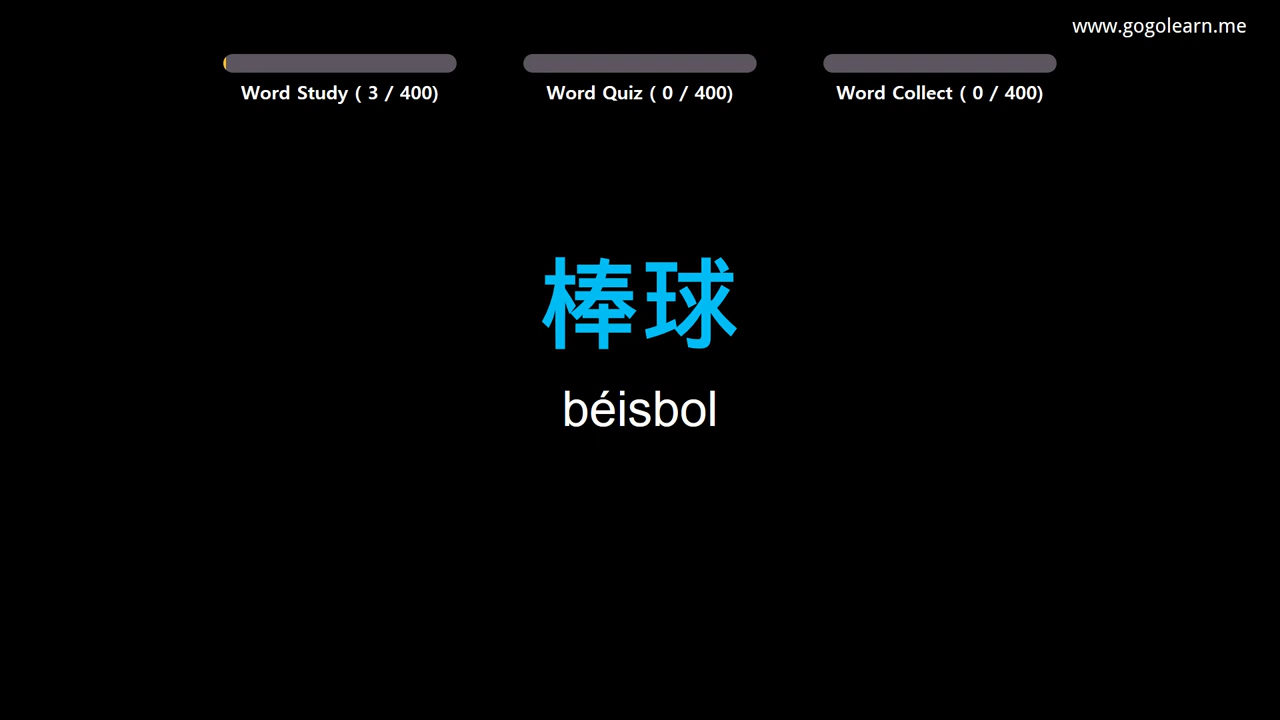 www.gogolearn.me
Word Study ( 3 / 400)
Word Quiz ( 0 / 400)
Word Collect ( 0 / 400)
棒球
béisbol